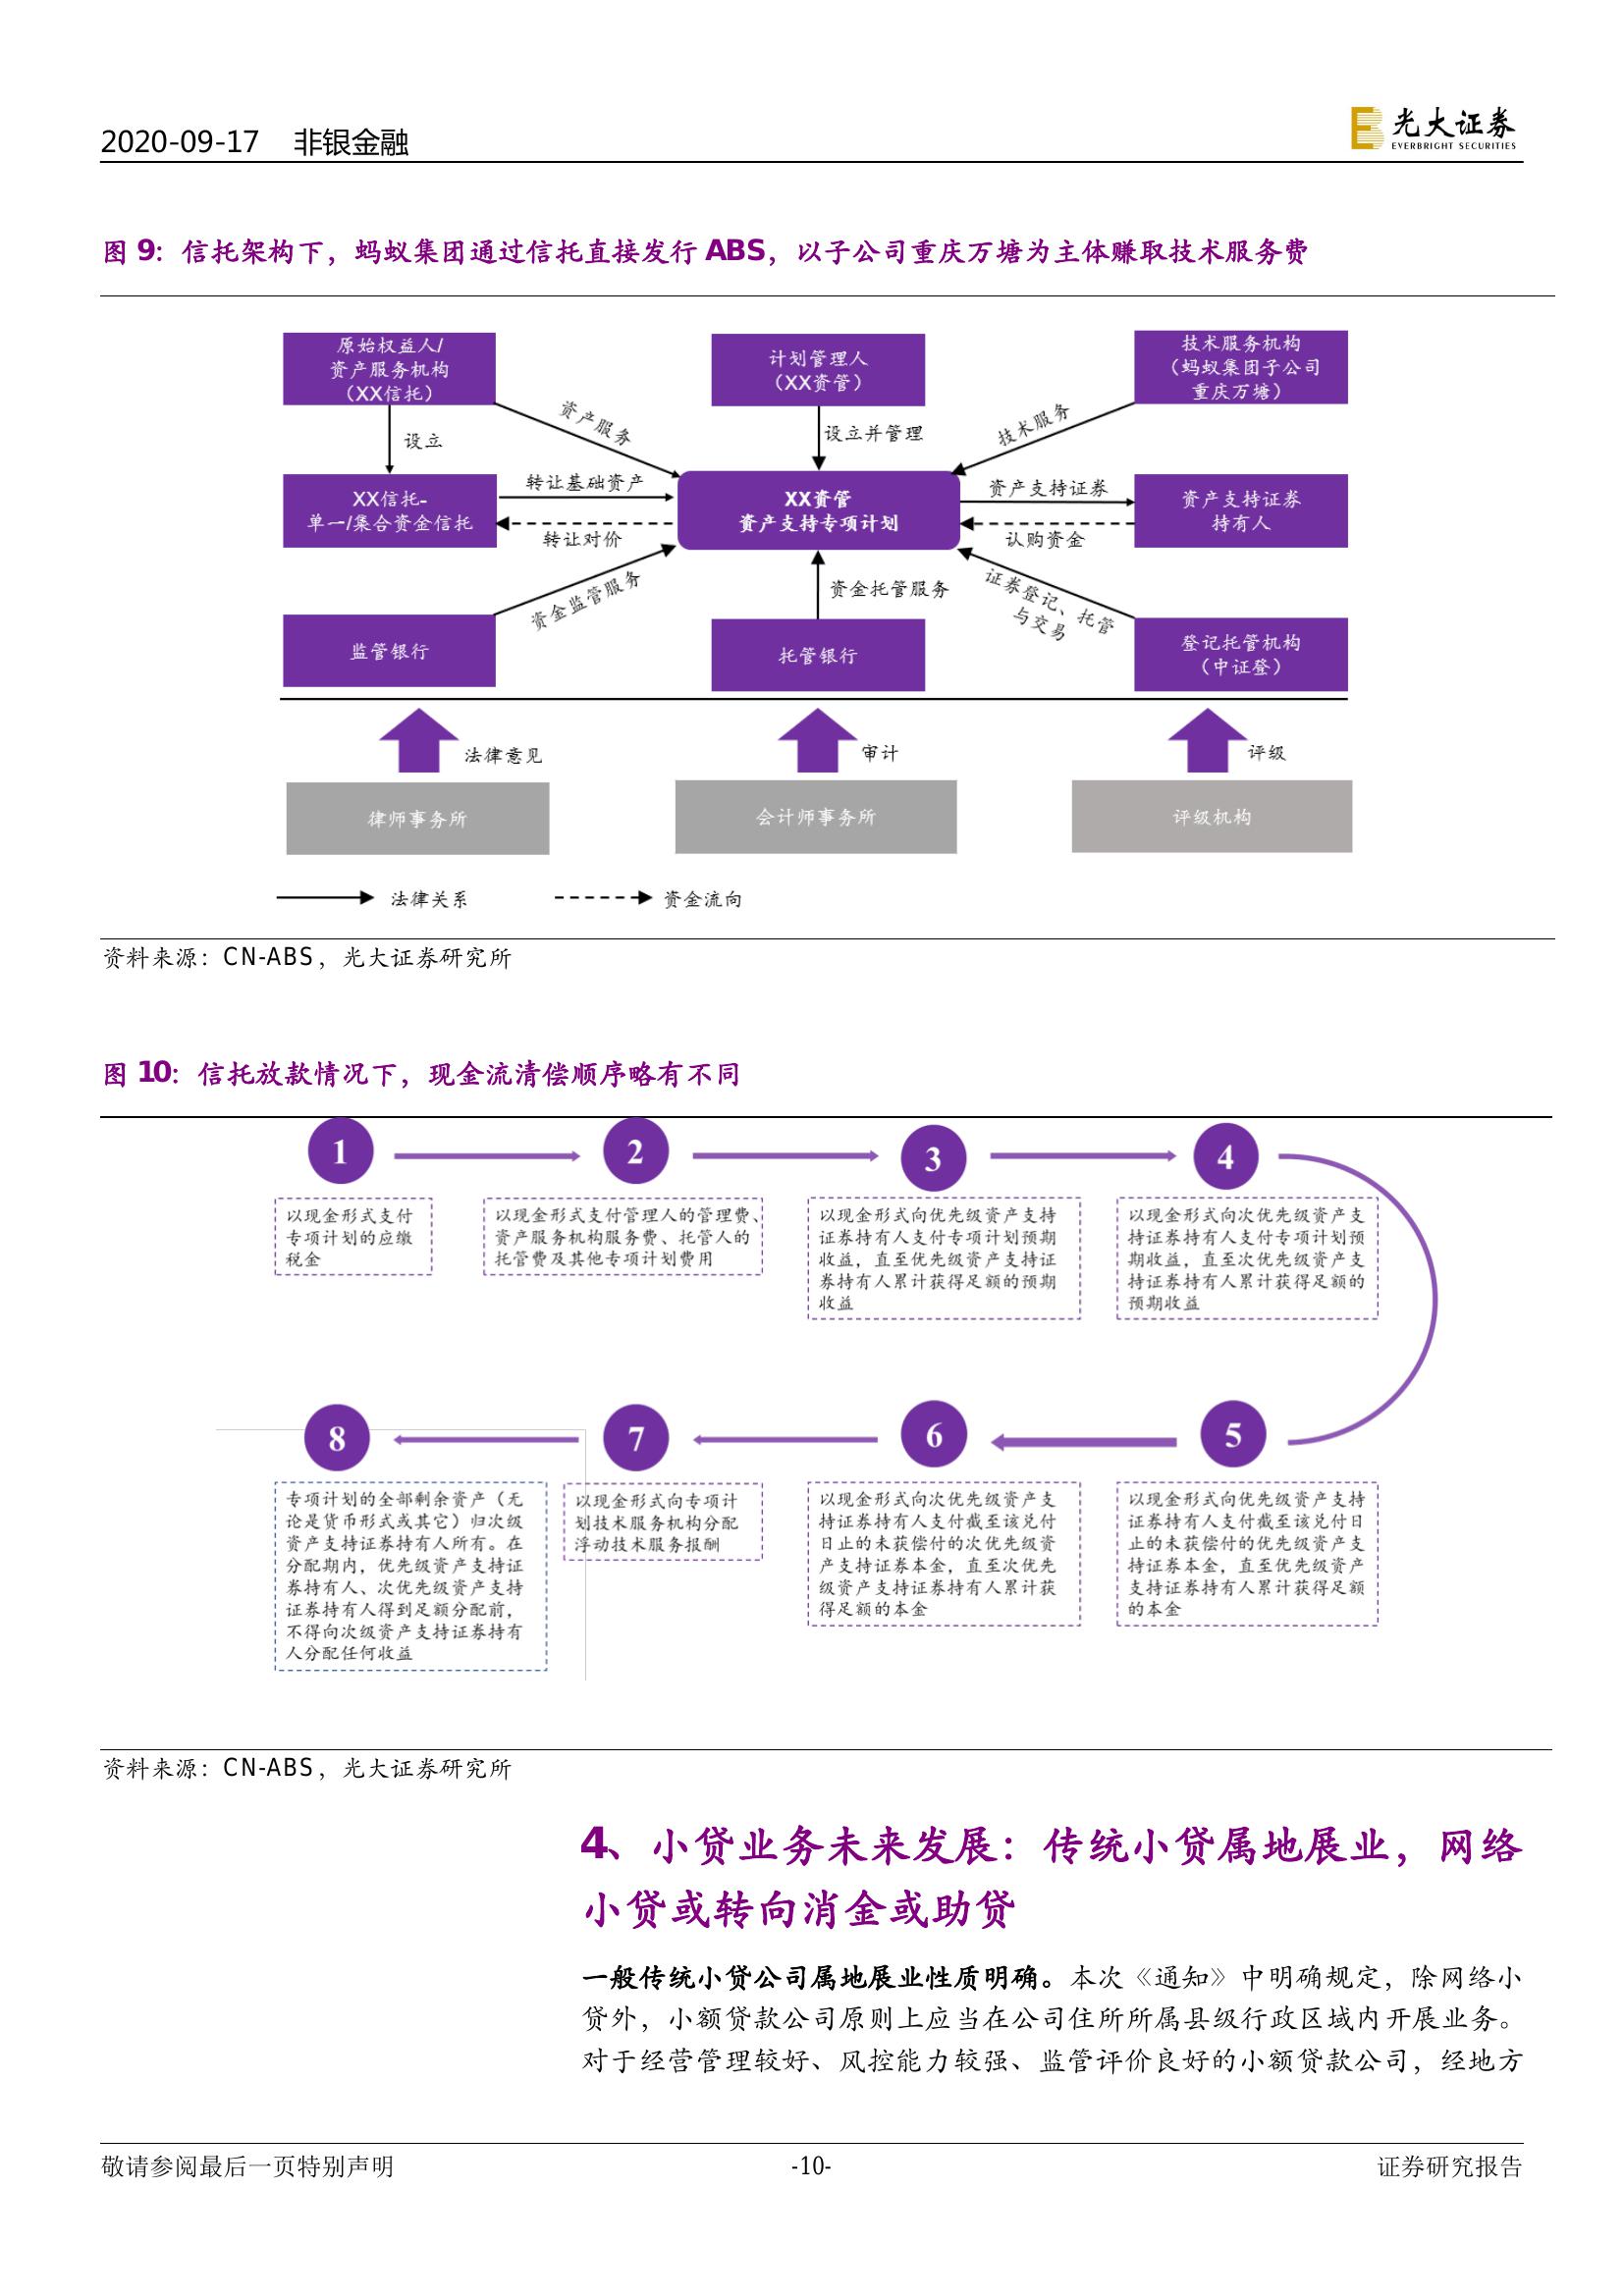 2020-09-17 非银金融
光大证券
EVERBRIGHT SECURITIES
图 9：信托架构下，蚂蚁集团通过信托直接发行 ABS，以子公司重庆万塘为主体赚取技术服务费
原始权益人/
资产服务机构
（XX信托）
计划管理人
（XX资管）
技术服务机构
（蚂蚁集团子公司
重庆万塘）
设立
资产服务
设立并管理
技术服务
XX信托-
单一/集合资金信托
转让基础资产
转让对价
XX资管
资产支持专项计划
资产支持证券
认购资金
资产支持证券
持有人
资金监管服务
资金托管服务
证券登记、托管
与交易
监管银行
托管银行
登记托管机构
（中证登）
法律意见
审计
评级
律师事务所
会计师事务所
评级机构
法律关系
资金流向
资料来源：CN-ABS，光大证券研究所
图 10：信托放款情况下，现金流清偿顺序略有不同
1
2
3
4
以现金形式支付
专项计划的应缴
税金
以现金形式支付管理人的管理费、
资产服务机构服务费、托管人的
托管费及其他专项计划费用
以现金形式向优先级资产支持
证券持有人支付专项计划预期
收益，直至优先级资产支持证
券持有人累计获得足额的预期
收益
以现金形式向次优先级资产支
持证券持有人支付专项计划预
期收益，直至次优先级资产支
持证券持有人累计获得足额的
预期收益
8
7
6
5
专项计划的全部剩余资产（无
论是货币形式或其它）归次级
资产支持证券持有人所有。在
分配期内，优先级资产支持证
券持有人、次优先级资产支持
证券持有人得到足额分配前，
不得向次级资产支持证券持有
人分配任何收益
以现金形式向专项计
划技术服务机构分配
浮动技术服务报酬
以现金形式向次优先级资产支
持证券持有人支付截至该兑付
日止的未获偿付的次优先级资
产支持证券本金，直至次优先
级资产支持证券持有人累计获
得足额的本金
以现金形式向优先级资产支持
证券持有人支付截至该兑付日
止的未获偿付的优先级资产支
持证券本金，直至优先级资产
支持证券持有人累计获得足额
的本金
资料来源：CN-ABS，光大证券研究所
4、小贷业务未来发展：传统小贷属地展业，网络
小贷或转向消金或助贷
一般传统小贷公司属地展业性质明确。本次《通知》中明确规定，除网络小
贷外，小额贷款公司原则上应当在公司住所所属县级行政区域内开展业务。
对于经营管理较好、风控能力较强、监管评价良好的小额贷款公司，经地方
敬请参阅最后一页特别声明
-10-
证券研究报告